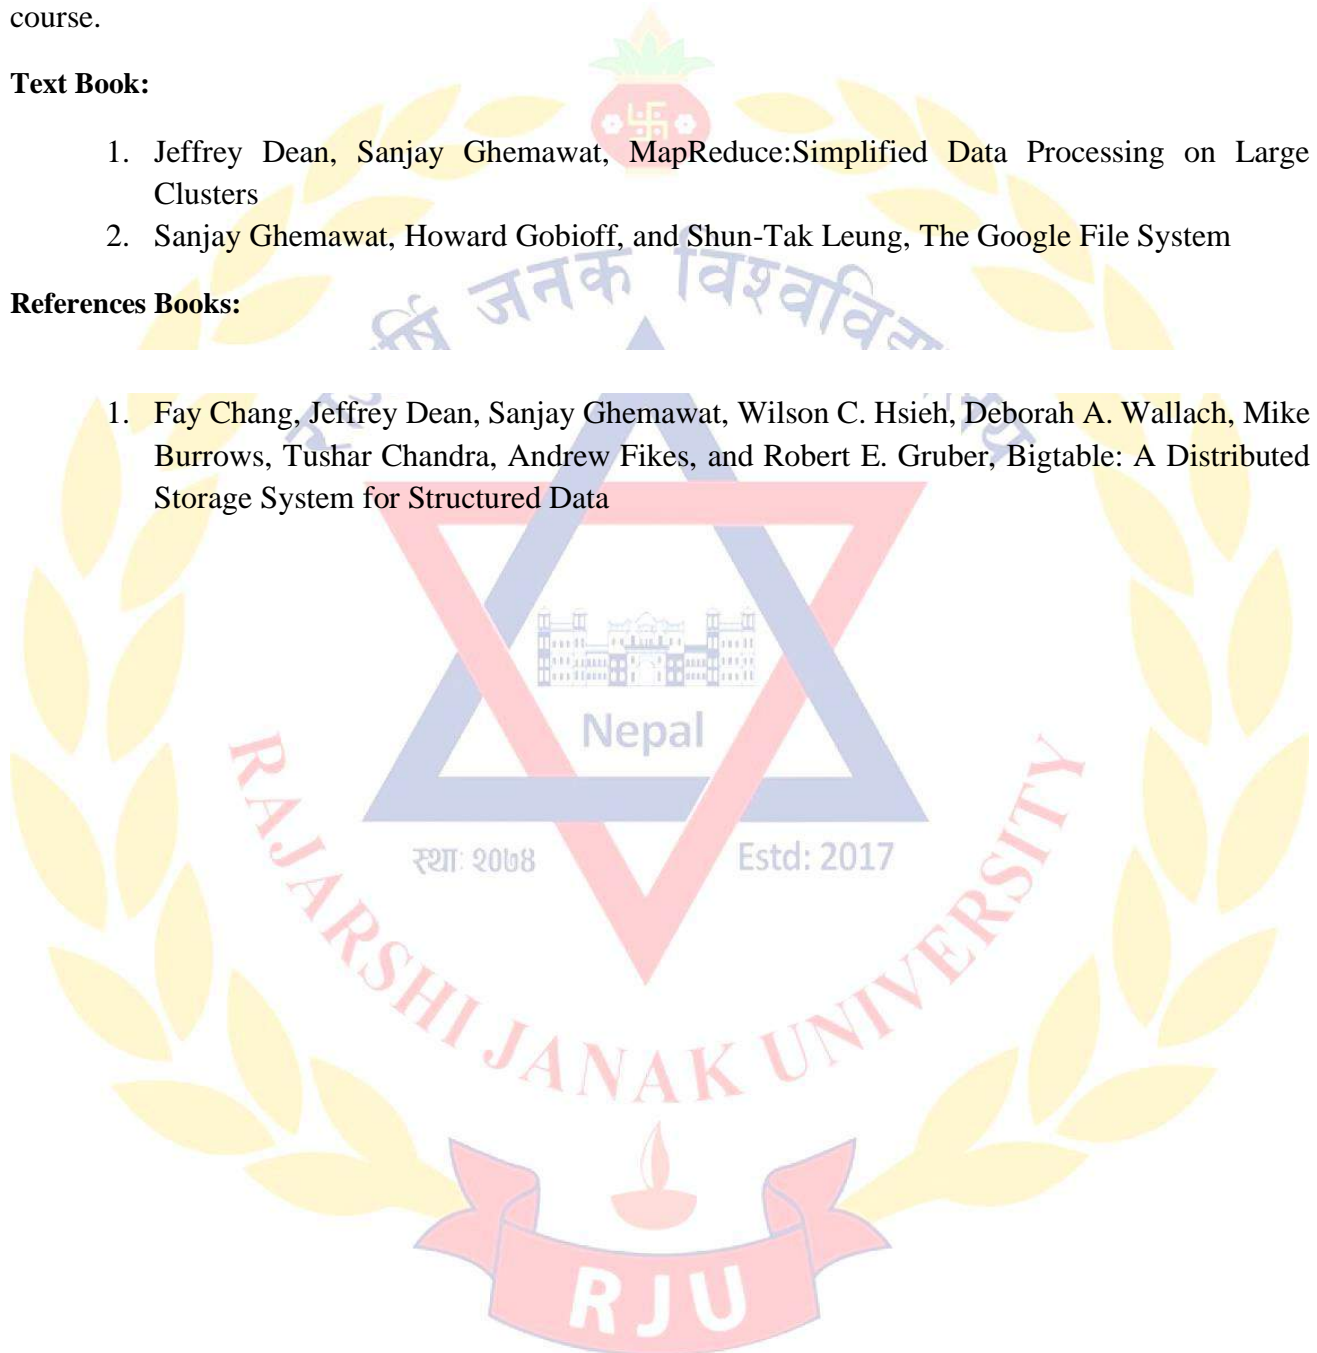 course.
Text Book:
1. Jeffrey Dean, Sanjay Ghemawat, MapReduce:Simplified Data Processing on Large
Clusters
2. Sanjay Ghemawat, Howard Gobioff, and Shun-Tak Leung, The Google File System
जनक
References Books:
1. Fay Chang, Jeffrey Dean, Sanjay Ghemawat, Wilson C. Hsieh, Deborah A. Wallach, Mike
Burrows, Tushar Chandra, Andrew Fikes, and Robert E. Gruber, Bigtable: A Distributed
Storage System for Structured Data
Nepal
स्था: २०७४ Estd: 2017
RAJARSHI JANAK UNIVERSITY
RJU